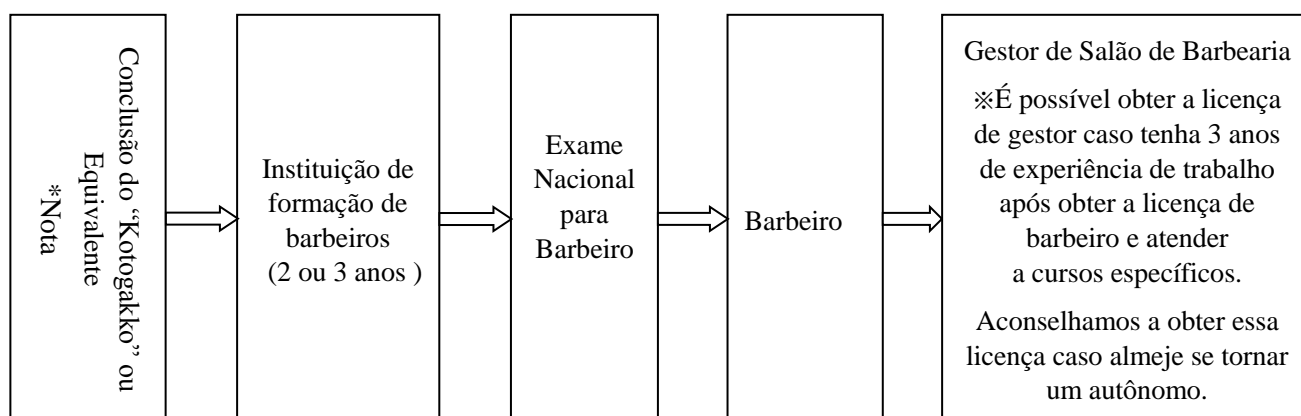 Conclusão do “Kotogakko” ou
Equivalente
*Nota
Instituição de
formação de
barbeiros
(2 ou 3 anos )
Exame
Nacional
para
Barbeiro
Barbeiro
Gestor de Salão de Barbearia
※É possível obter a licença
de gestor caso tenha 3 anos
de experiência de trabalho
após obter a licença de
barbeiro e atender
a cursos específicos.
Aconselhamos a obter essa
licença caso almeje se tornar
um autônomo.